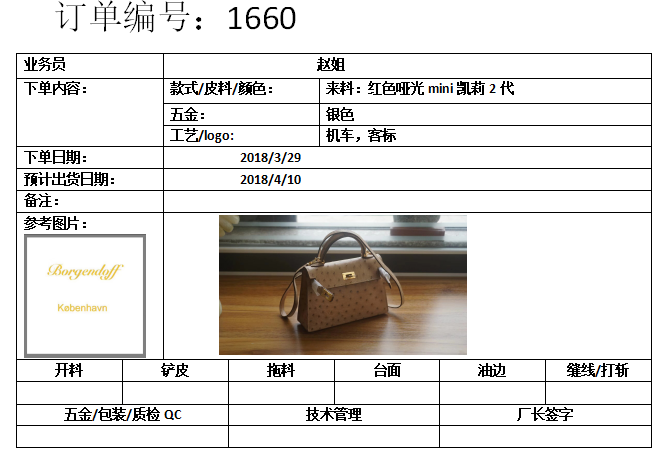 订单编号：1660
业务员 赵姐
下单内容： 款式/皮料/颜色： 来料：红色哑光 mini 凯莉 2 代
五金： 银色
工艺/logo: 机车，客标
下单日期： 2018/3/29
预计出货日期： 2018/4/10
备注：
参考图片：
Borgendoff
København
开料 铲皮 拖料 台面 油边 缝线/打斩
五金/包装/质检 QC 技术管理 厂长签字